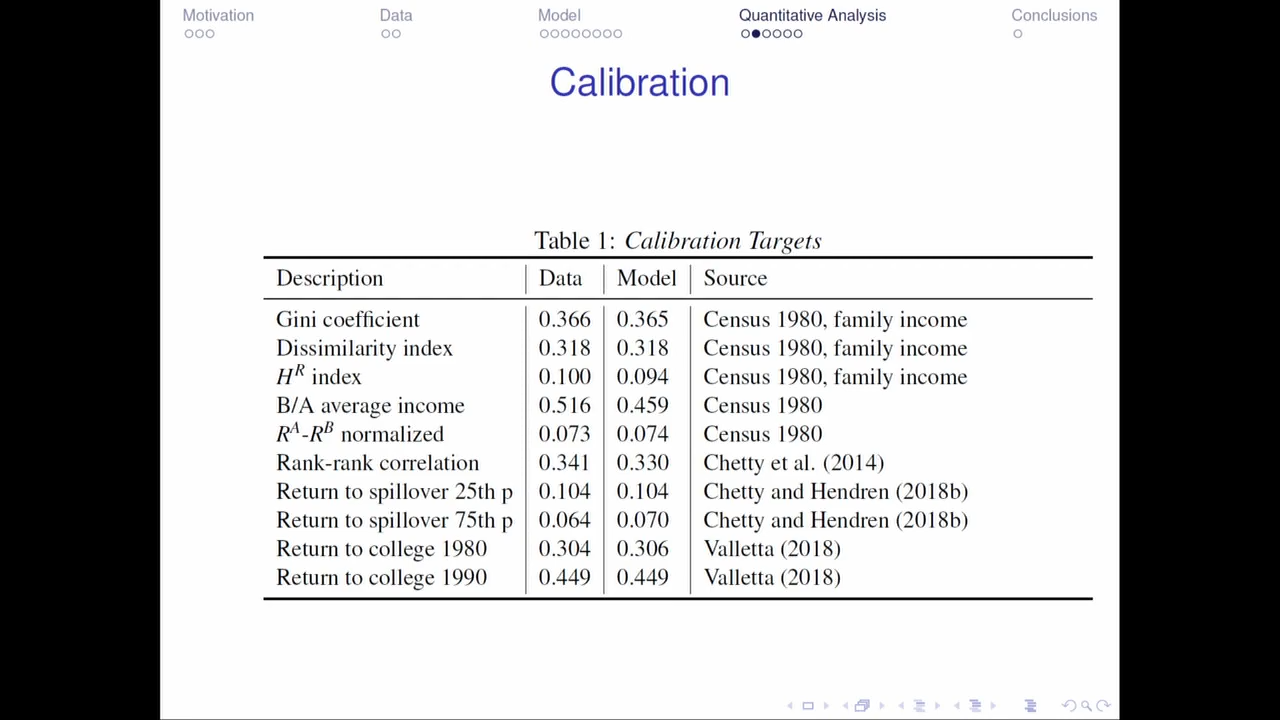 Motivation Data Model Quantitative Analysis Conclusions
Calibration
Table 1: Calibration Targets
Description Data Model Source
Gini coefficient 0.366 0.365 Census 1980, family income
Dissimilarity index 0.318 0.318 Census 1980, family income
H^R index 0.100 0.094 Census 1980, family income
B/A average income 0.516 0.459 Census 1980
R^A-R^B normalized 0.073 0.074 Census 1980
Rank-rank correlation 0.341 0.330 Chetty et al. (2014)
Return to spillover 25th p 0.104 0.104 Chetty and Hendren (2018b)
Return to spillover 75th p 0.064 0.070 Chetty and Hendren (2018b)
Return to college 1980 0.304 0.306 Valletta (2018)
Return to college 1990 0.449 0.449 Valletta (2018)